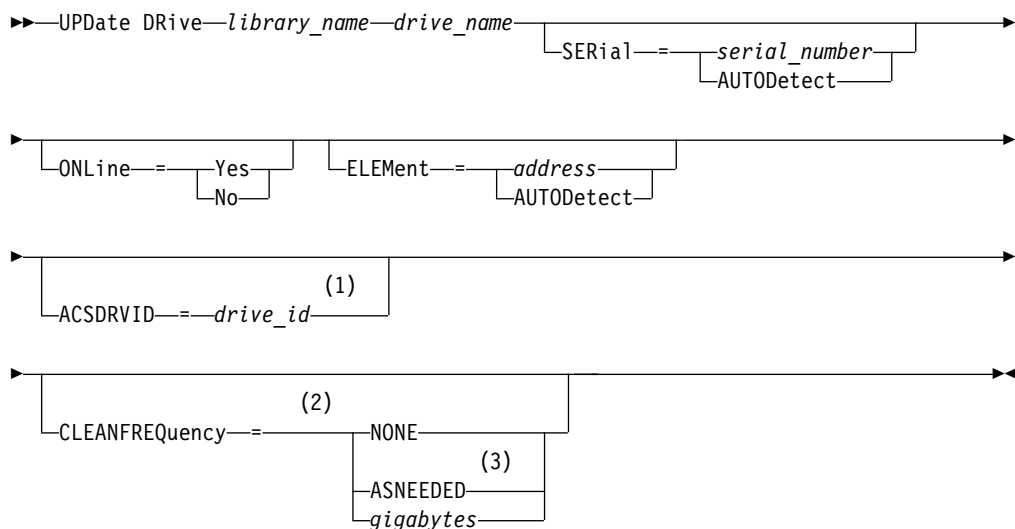 UPDate DRive library_name drive_name
SERial = serial_number
AUTODetect
ONLine = Yes
No
ELEMent = address
AUTODetect
(1)
ACSDRVID = drive_id
(2)
CLEANFREQuency = NONE
(3)
ASNEEDED
gigabytes